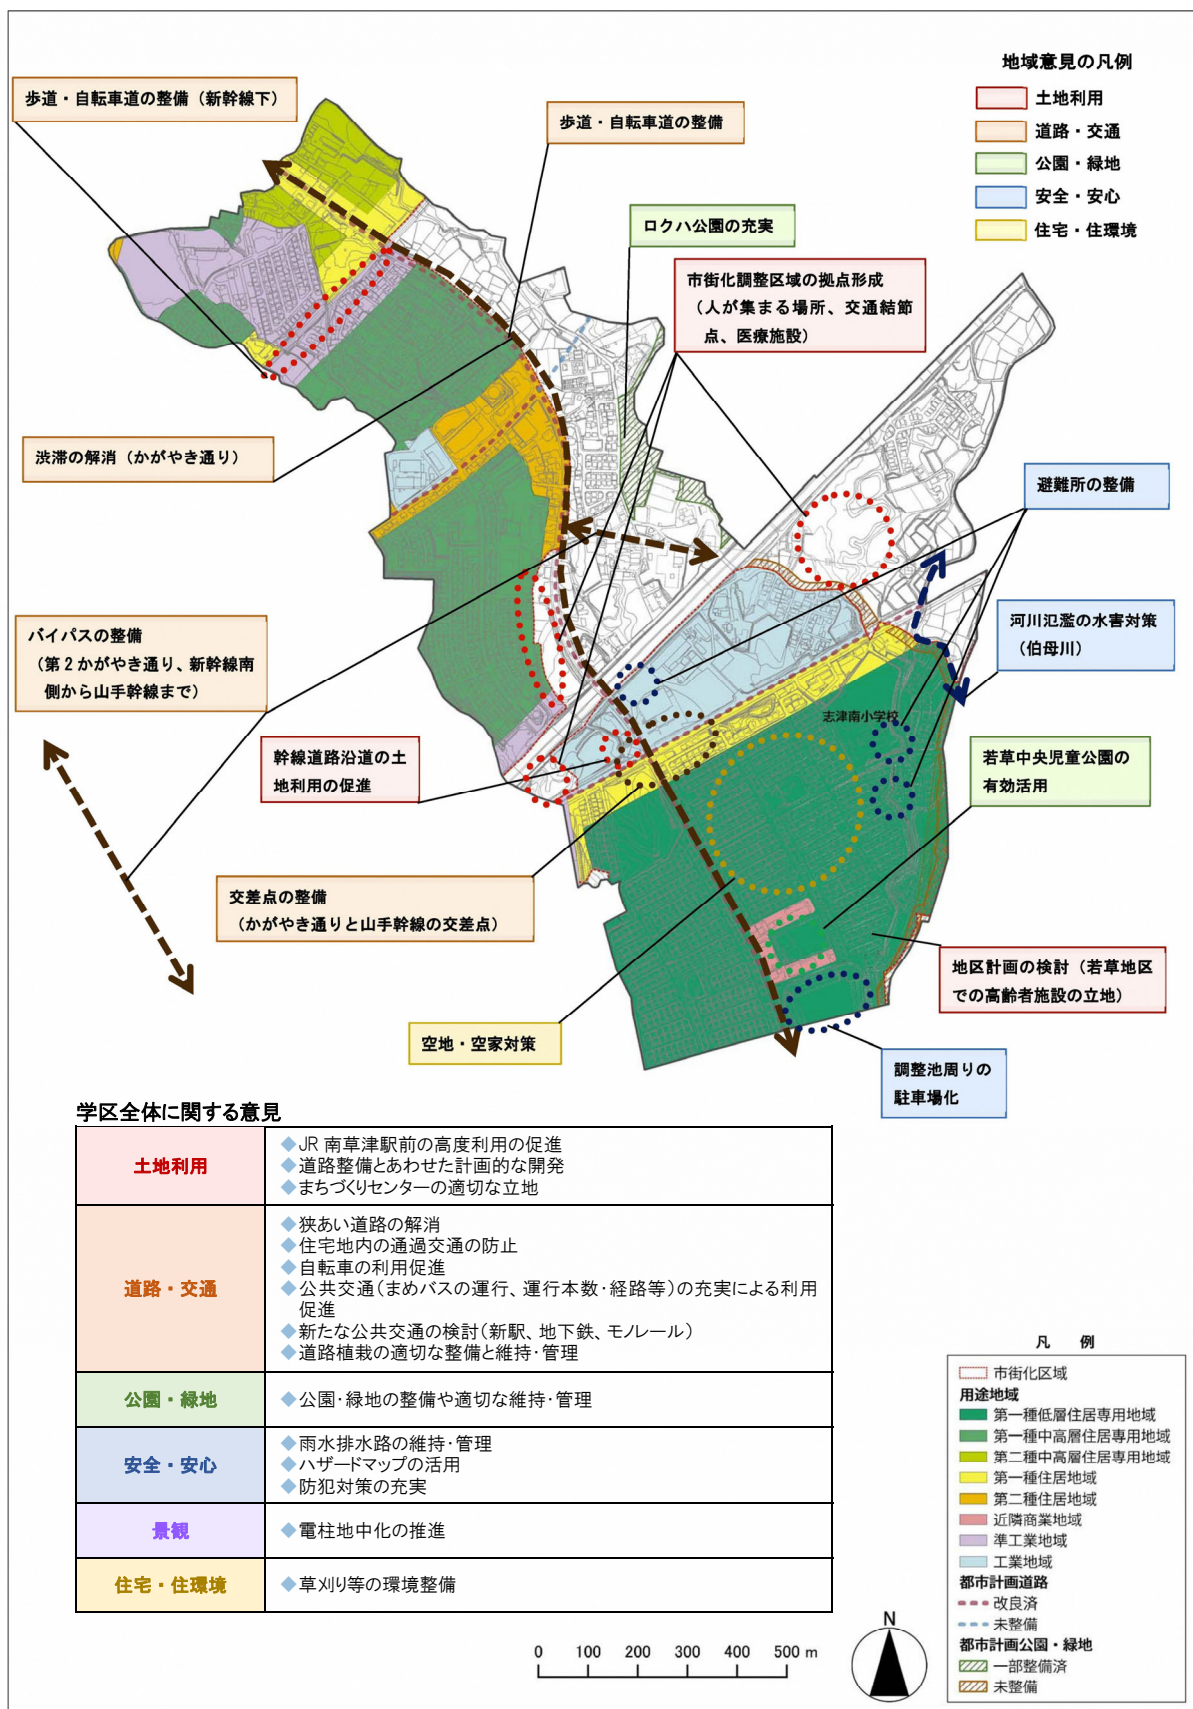 地域意見の凡例
土地利用
道路・交通
公園・緑地
安全・安心
住宅・住環境
歩道・自転車道の整備（新幹線下）
歩道・自転車道の整備
ロクハ公園の充実
市街化調整区域の拠点形成
（人が集まる場所、交通結節
点、医療施設）
渋滞の解消（かがやき通り）
避難所の整備
バイパスの整備
（第2かがやき通り、新幹線南
側から山手幹線まで）
河川氾濫の水害対策
（伯母川）
志津南小学校
幹線道路沿道の土
地利用の促進
若草中央児童公園の
有効活用
交差点の整備
（かがやき通りと山手幹線の交差点）
地区計画の検討（若草地区
での高齢者施設の立地）
空地・空家対策
調整池周りの
駐車場化
学区全体に関する意見
土地利用
◆JR 南草津駅前の高度利用の促進
◆道路整備とあわせた計画的な開発
◆まちづくりセンターの適切な立地
道路・交通
◆狭あい道路の解消
◆住宅地内の通過交通の防止
◆自転車の利用促進
◆公共交通（まめバスの運行、運行本数・経路等）の充実による利用
促進
◆新たな公共交通の検討（新駅、地下鉄、モノレール）
◆道路植栽の適切な整備と維持・管理
公園・緑地
◆公園・緑地の整備や適切な維持・管理
安全・安心
◆雨水排水路の維持・管理
◆ハザードマップの活用
◆防犯対策の充実
景観
◆電柱地中化の推進
住宅・住環境
◆草刈り等の環境整備
凡　例
市街化区域
用途地域
第一種低層住居専用地域
第一種中高層住居専用地域
第二種中高層住居専用地域
第一種住居地域
第二種住居地域
近隣商業地域
準工業地域
工業地域
都市計画道路
改良済
未整備
都市計画公園・緑地
一部整備済
未整備
N
0 100 200 300 400 500 m